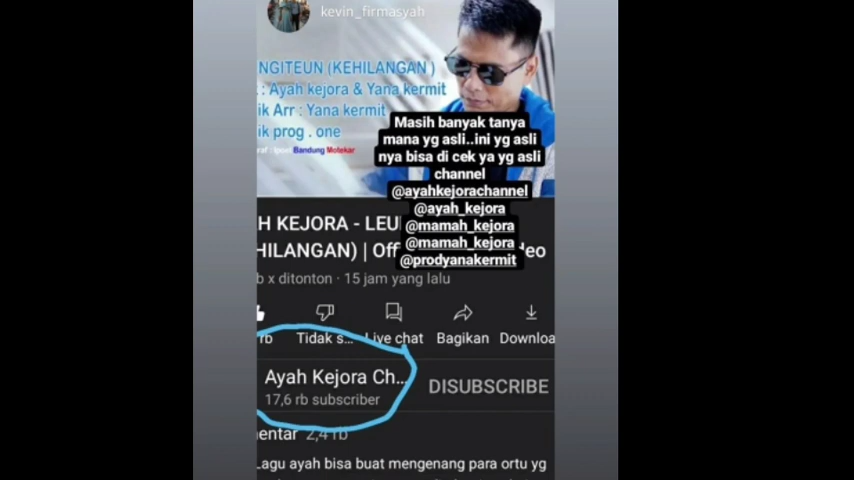 kevin_firmasyah
NGITEUN (KEHILANGAN )
: Ayah kejora & Yana kermit
ik Arr : Yana kermit
ik prog . one
Bandung Motekar
Masih banyak tanya
mana yg asli..ini yg asli
nya bisa di cek ya yg asli
channel
@ayahkejorachannel
@ayah_kejora
@mamah_kejora
@mamah_kejora
@prodyanakermit
H KEJORA - LEU
HILANGAN) | Off deo
b x ditonton · 15 jam yang lalu
rb Tidak s... Live chat Bagikan Downloa
Ayah Kejora Ch...
17,6 rb subscriber
DISUBSCRIBE
entar 2,4 rb
Lagu ayah bisa buat mengenang para ortu yg